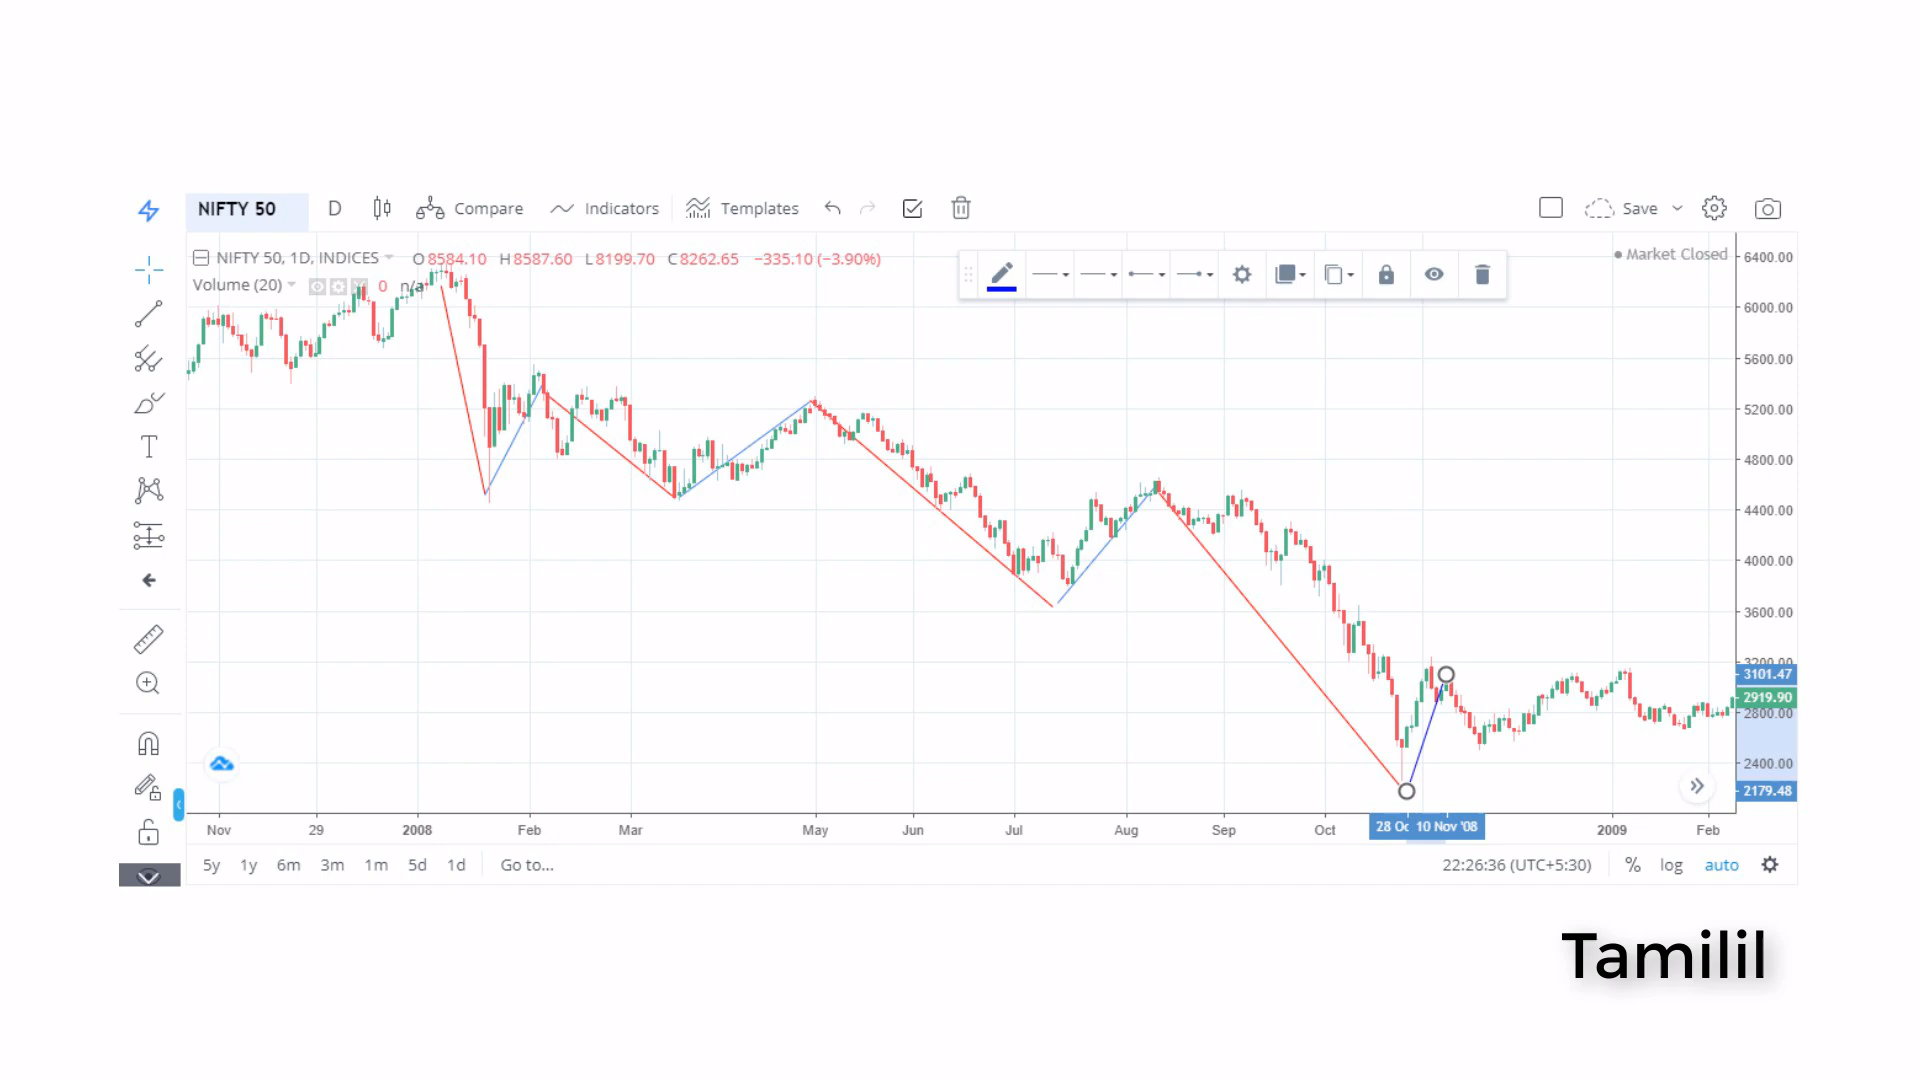 NIFTY 50 D Compare Indicators Templates Save
NIFTY 50, 1D, INDICES O8584.10 H8587.60 L8199.70 C8262.65 −335.10 (−3.90%)
Market Closed
Volume (20) 0 n/a
6400.00
6000.00
5600.00
5200.00
4800.00
4400.00
4000.00
3600.00
3200.00
3101.47
2919.90
2800.00
2400.00
2179.48
Nov 29 2008 Feb Mar May Jun Jul Aug Sep Oct 28 Oc 10 Nov '08 2009 Feb
5y 1y 6m 3m 1m 5d 1d Go to... 22:26:36 (UTC+5:30) % log auto
Tamilil